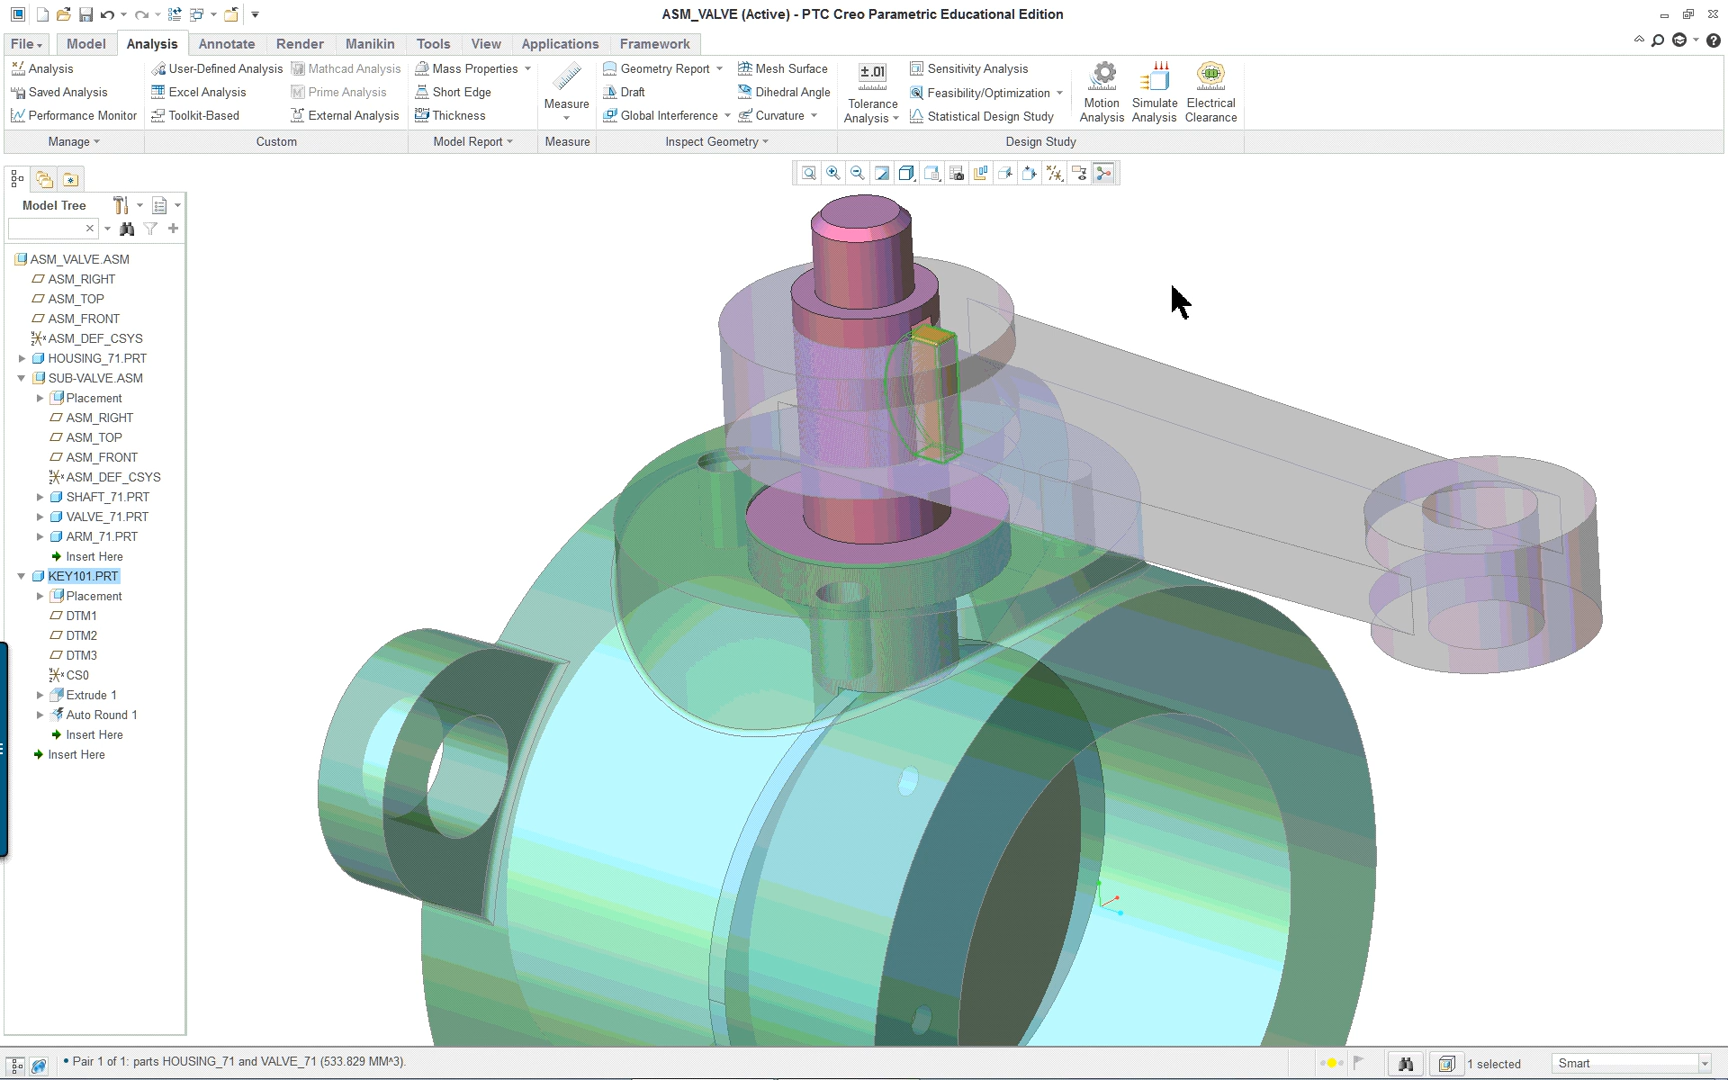 ASM_VALVE (Active) - PTC Creo Parametric Educational Edition
File Model Analysis Annotate Render Manikin Tools View Applications Framework
Analysis
Saved Analysis
Performance Monitor
Manage
User-Defined Analysis
Excel Analysis
Toolkit-Based
Mathcad Analysis
Prime Analysis
External Analysis
Custom
Mass Properties
Short Edge
Thickness
Model Report
Measure
Measure
Geometry Report
Draft
Global Interference
Mesh Surface
Dihedral Angle
Curvature
Inspect Geometry
±.01
Tolerance
Analysis
Sensitivity Analysis
Feasibility/Optimization
Statistical Design Study
Motion
Analysis
Simulate
Analysis
Electrical
Clearance
Design Study
Model Tree
ASM_VALVE.ASM
ASM_RIGHT
ASM_TOP
ASM_FRONT
ASM_DEF_CSYS
HOUSING_71.PRT
SUB-VALVE.ASM
Placement
ASM_RIGHT
ASM_TOP
ASM_FRONT
ASM_DEF_CSYS
SHAFT_71.PRT
VALVE_71.PRT
ARM_71.PRT
Insert Here
KEY101.PRT
Placement
DTM1
DTM2
DTM3
CS0
Extrude 1
Auto Round 1
Insert Here
Insert Here
• Pair 1 of 1: parts HOUSING_71 and VALVE_71 (533.829 MM^3).
1 selected
Smart